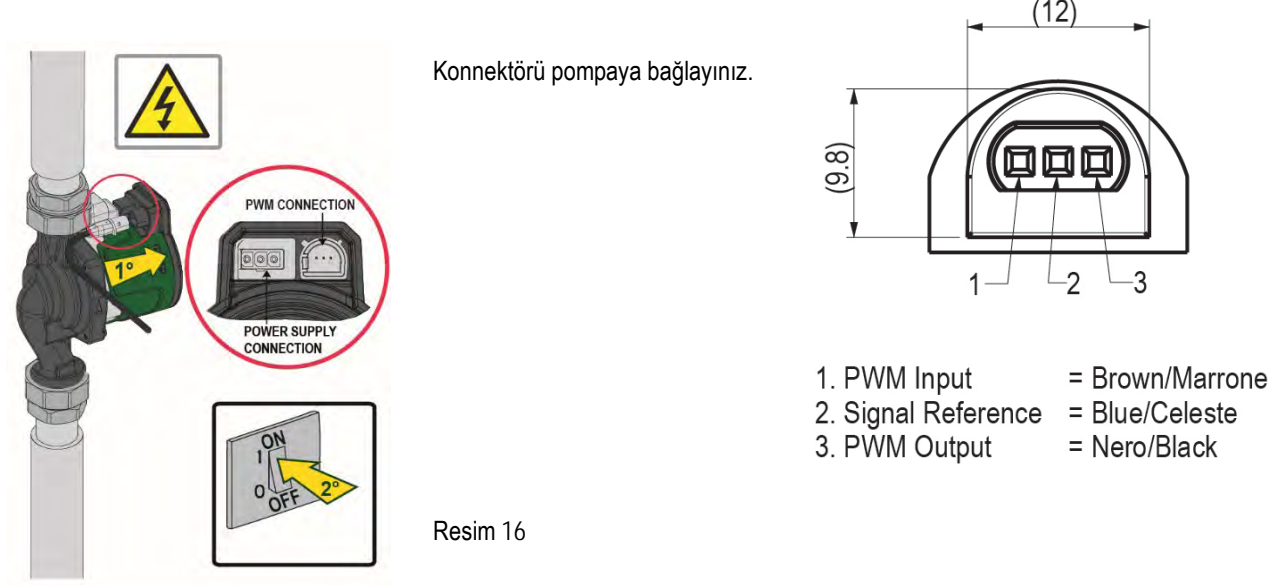 Konnektörü pompaya bağlayınız.
PWM CONNECTION
1°
POWER SUPPLY
CONNECTION
ON
1
0
OFF
2°
Resim 16
(12)
(9.8)
1
2
3
1. PWM Input = Brown/Marrone
2. Signal Reference = Blue/Celeste
3. PWM Output = Nero/Black